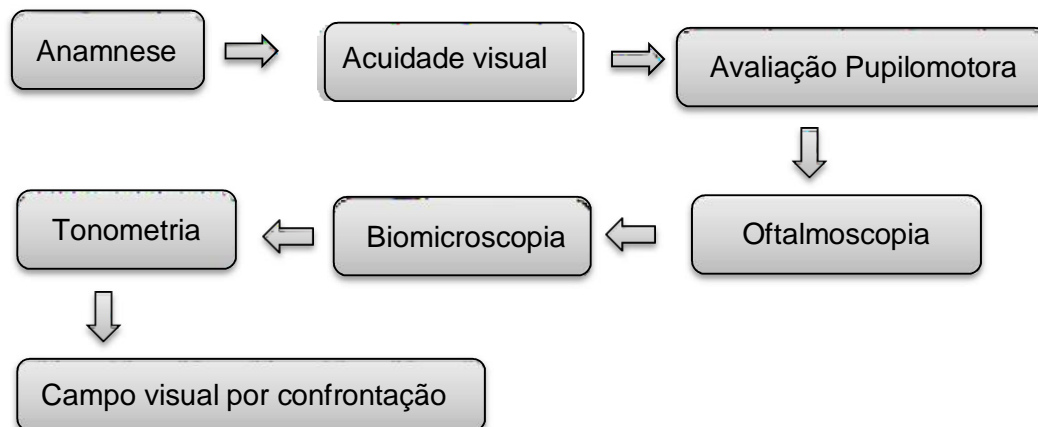 Anamnese
Acuidade visual
Avaliação Pupilomotora
Oftalmoscopia
Biomicroscopia
Tonometria
Campo visual por confrontação